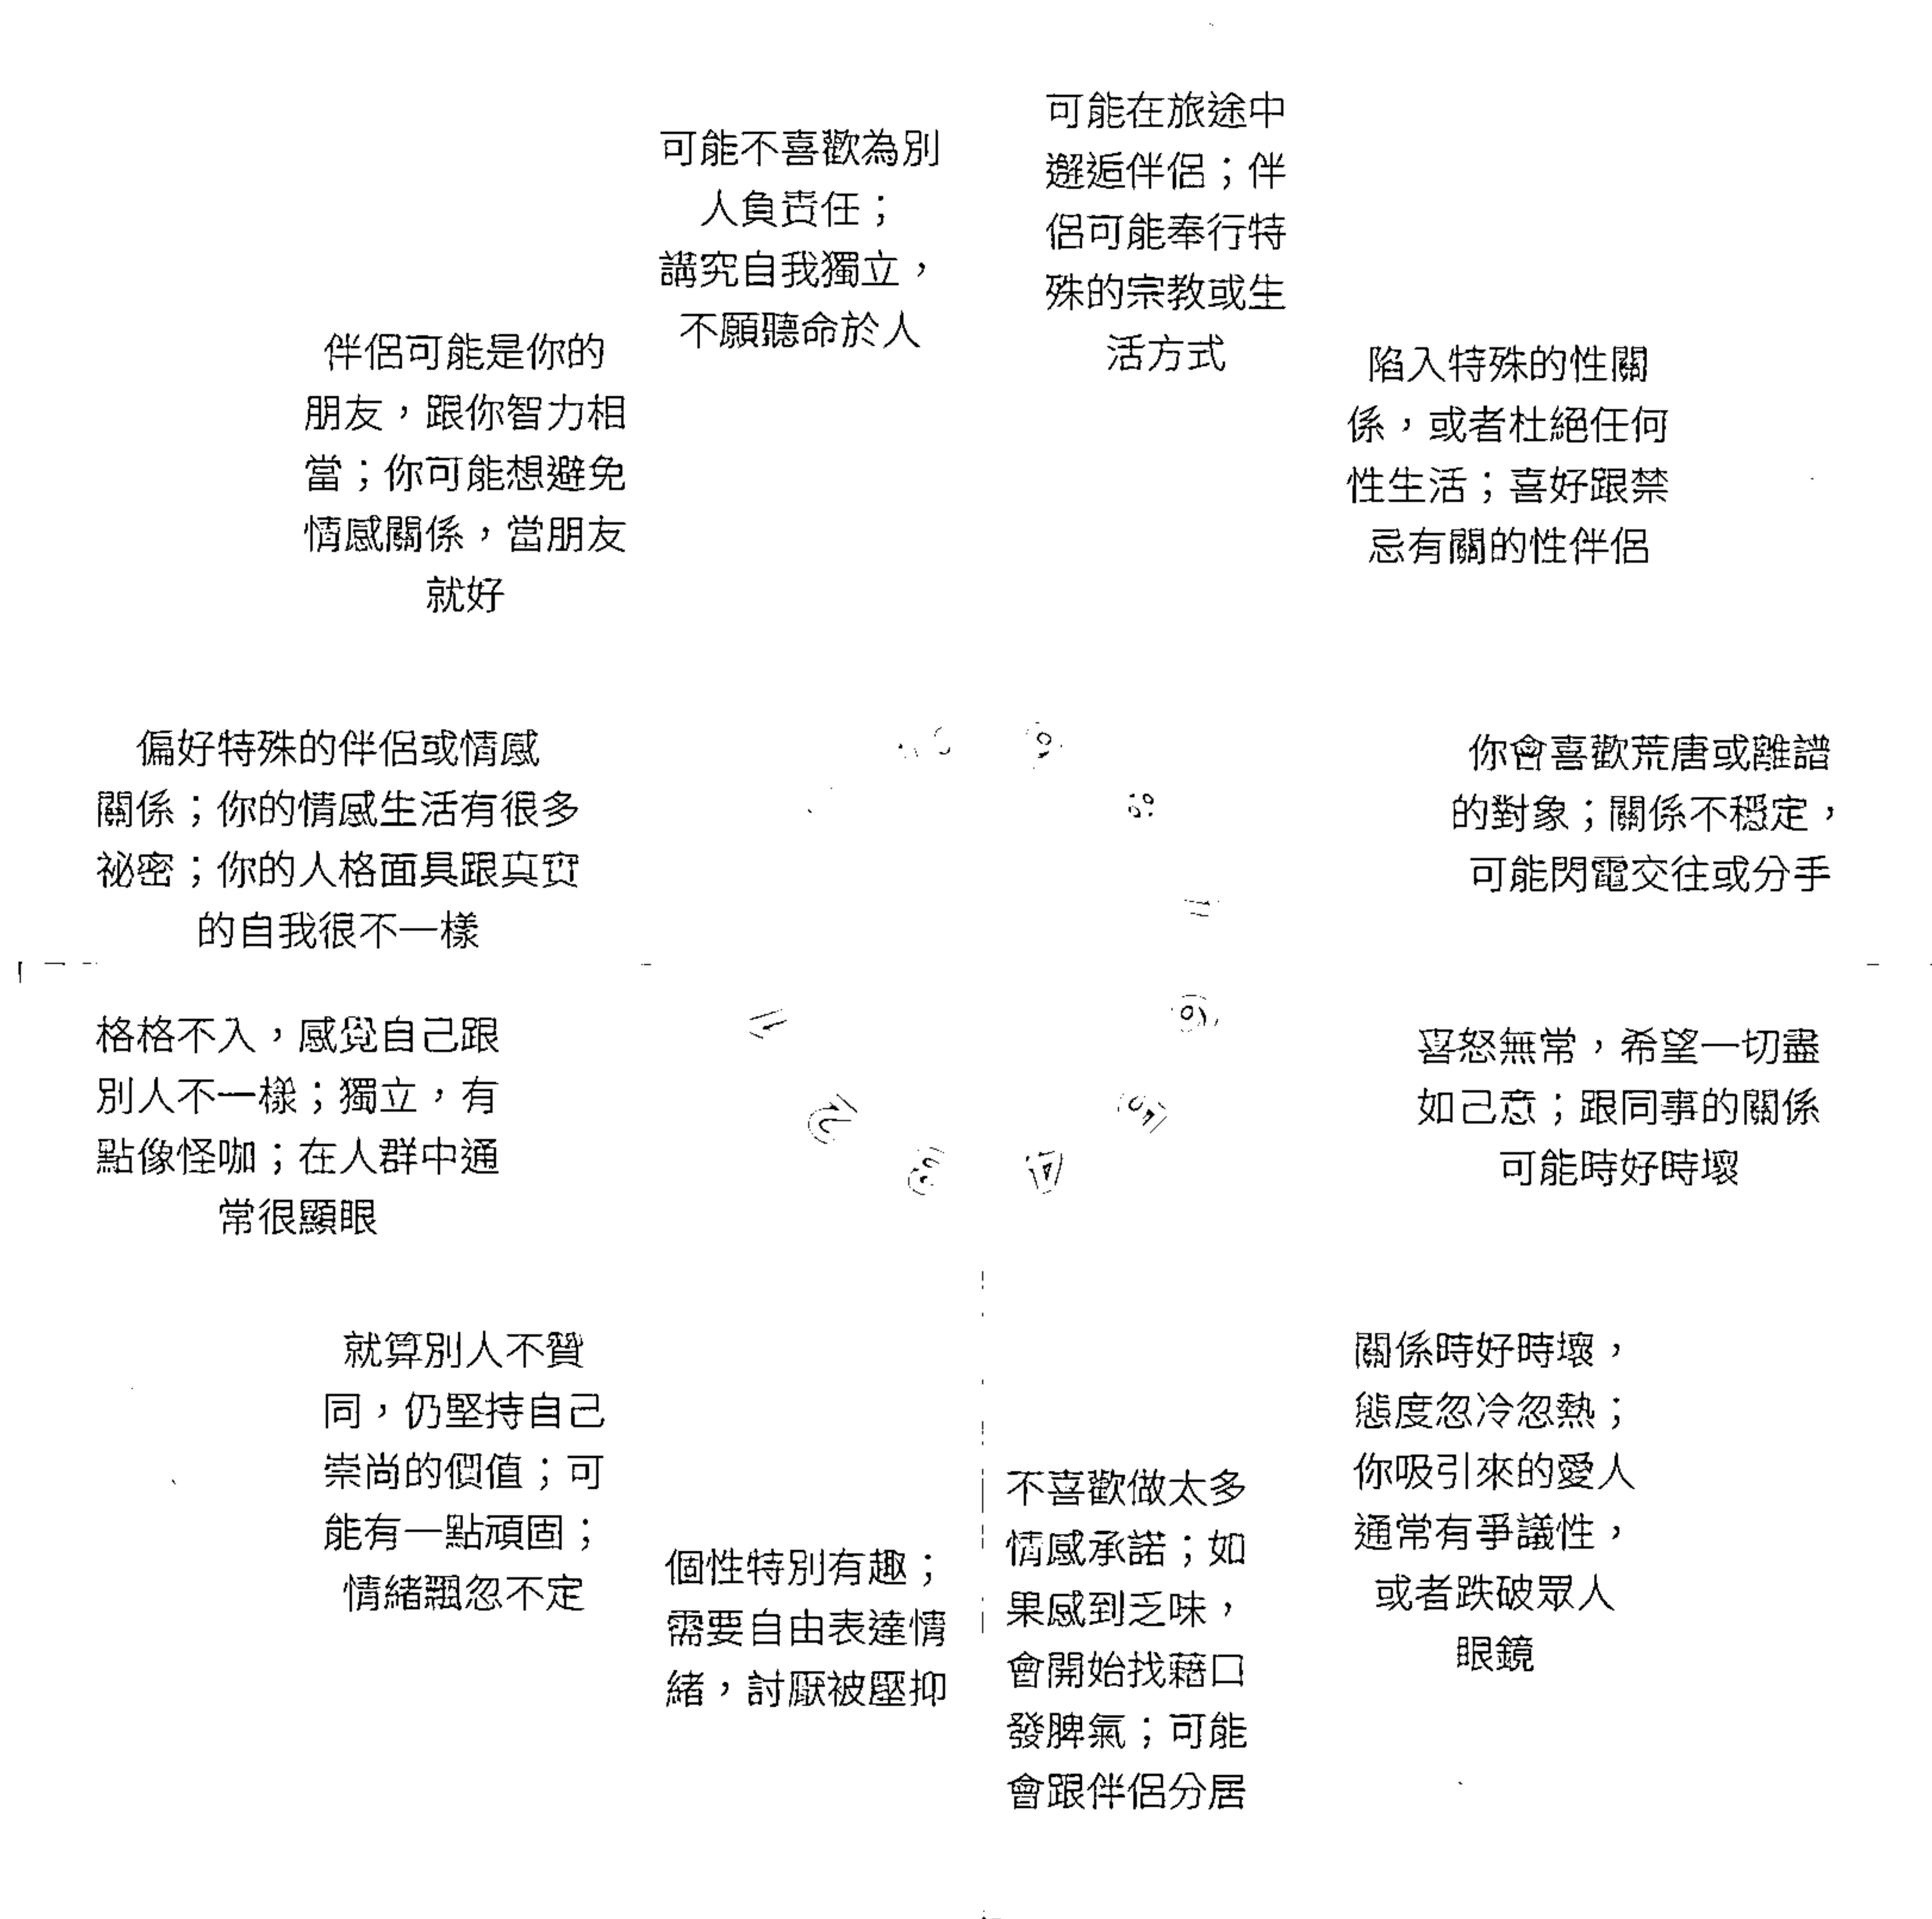 可能在旅途中
邂逅伴侶；伴
侶可能奉行特
殊的宗教或生
活方式
可能不喜歡為別
人負責任；
講究自我獨立，
不願聽命於人
伴侶可能是你的
朋友，跟你智力相
當；你可能想避免
情感關係，當朋友
就好
陷入特殊的性關
係，或者杜絕任何
性生活；喜好跟禁
忌有關的性伴侶
偏好特殊的伴侶或情感
關係；你的情感生活有很多
祕密；你的人格面具跟真實
的自我很不一樣
你會喜歡荒唐或離譜
的對象；關係不穩定，
可能閃電交往或分手
格格不入，感覺自己跟
別人不一樣；獨立，有
點像怪咖；在人群中通
常很顯眼
喜怒無常，希望一切盡
如己意；跟同事的關係
可能時好時壞
1
2
3
4
5
6
7
8
9
就算別人不贊
同，仍堅持自己
崇尚的價值；可
能有一點頑固；
情緒飄忽不定
個性特別有趣；
需要自由表達情
緒，討厭被壓抑
不喜歡做太多
情感承諾；如
果感到乏味，
會開始找藉口
發脾氣；可能
會跟伴侶分居
關係時好時壞，
態度忽冷忽熱；
你吸引來的愛人
通常有爭議性，
或者跌破眾人
眼鏡